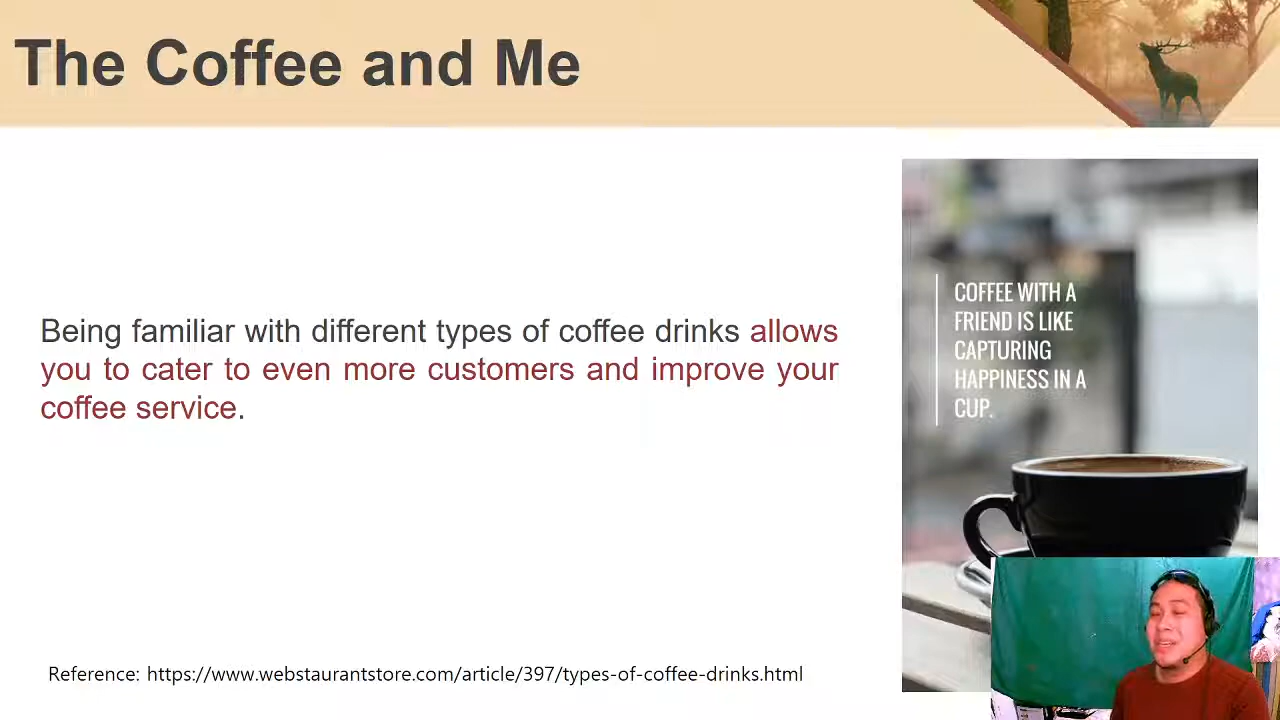 The Coffee and Me
Being familiar with different types of coffee drinks allows
you to cater to even more customers and improve your
coffee service.
COFFEE WITH A
FRIEND IS LIKE
CAPTURING
HAPPINESS IN A
CUP.
Reference: https://www.webstaurantstore.com/article/397/types-of-coffee-drinks.html